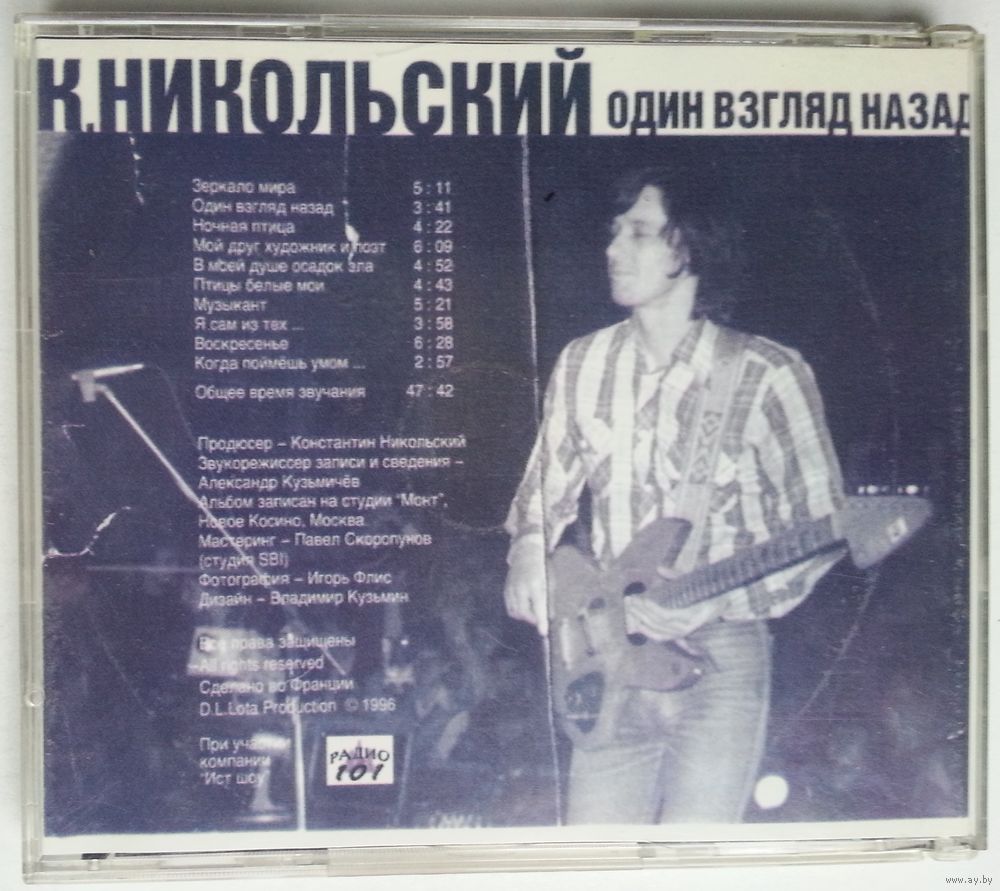 К.НИКОЛЬСКИЙ ОДИН ВЗГЛЯД НАЗАД
Зеркало мира 5 : 11
Один взгляд назад 3 : 41
Ночная птица 4 : 22
Мой друг художник и поэт 6 : 09
В моей душе осадок зла 4 : 52
Птицы белые мои 4 : 43
Музыкант 5 : 21
Я сам из тех ... 3 : 58
Воскресенье 6 : 28
Когда поймёшь умом ... 2 : 57
Общее время звучания 47 : 42
Продюсер – Константин Никольский
Звукорежиссер записи и сведения –
Александр Кузьмичёв
Альбом записан на студии "Монт",
Новое Косино, Москва
Мастеринг – Павел Скоропунов
(студия SBI)
Фотография – Игорь Флис
Дизайн – Владимир Кузьмин
Все права защищены
All rights reserved
Сделано во Франции
D.L.Lota Production © 1996
При участии
компании
"Ист шоу
РАДИО
101
www.ay.by